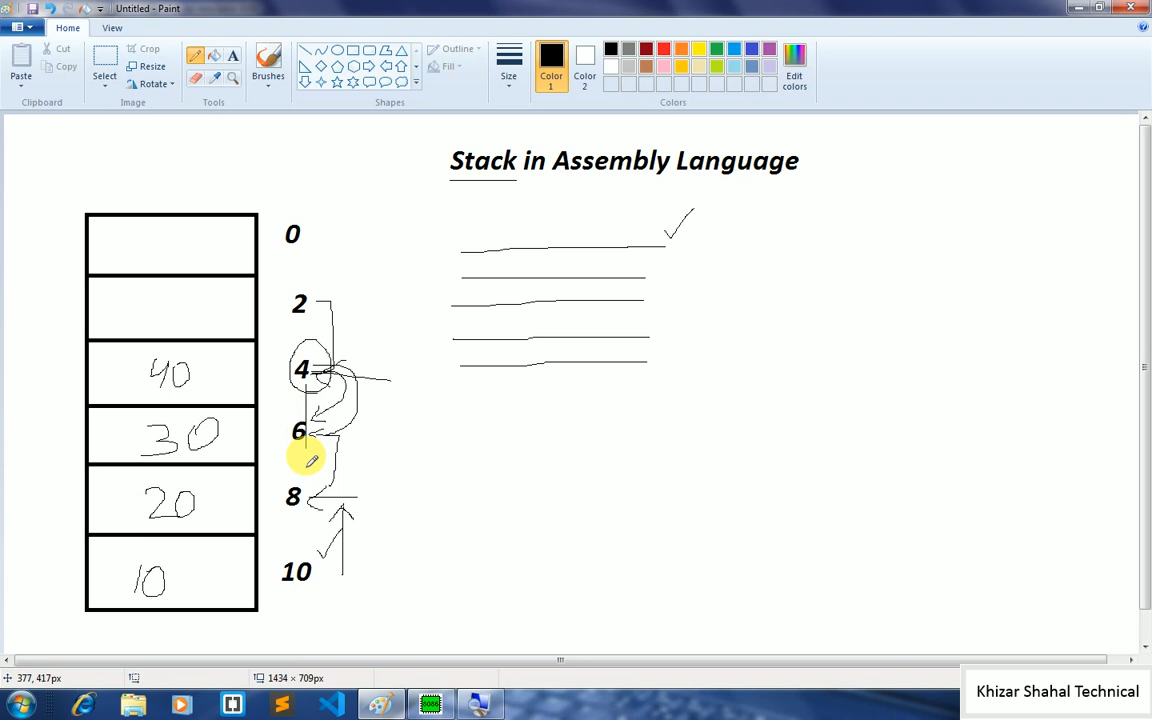 Untitled - Paint
Home View
Paste
Cut
Copy
Clipboard
Select
Crop
Resize
Rotate
Image
A
Tools
Brushes
Shapes
Outline
Fill
Size
Color 1
Color 2
Edit colors
Colors
Stack in Assembly Language
0
2
40 4
30 6
20 8
10 10
377, 417px
1434 × 709px
8086
Khizar Shahal Technical